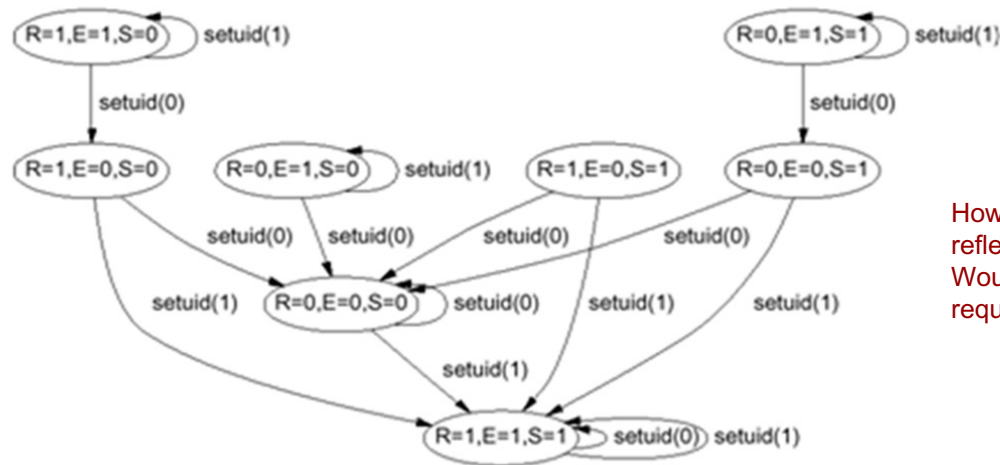 R=1,E=1,S=0 setuid(1) R=0,E=1,S=1 setuid(1)
setuid(0) setuid(0)
R=1,E=0,S=0 R=0,E=1,S=0 setuid(1) R=1,E=0,S=1 R=0,E=0,S=1
setuid(0) setuid(0) setuid(0) setuid(0)
setuid(1) R=0,E=0,S=0 setuid(0) setuid(1) setuid(1)
setuid(1)
R=1,E=1,S=1 setuid(0) setuid(1)
How
refle
Wou
requ